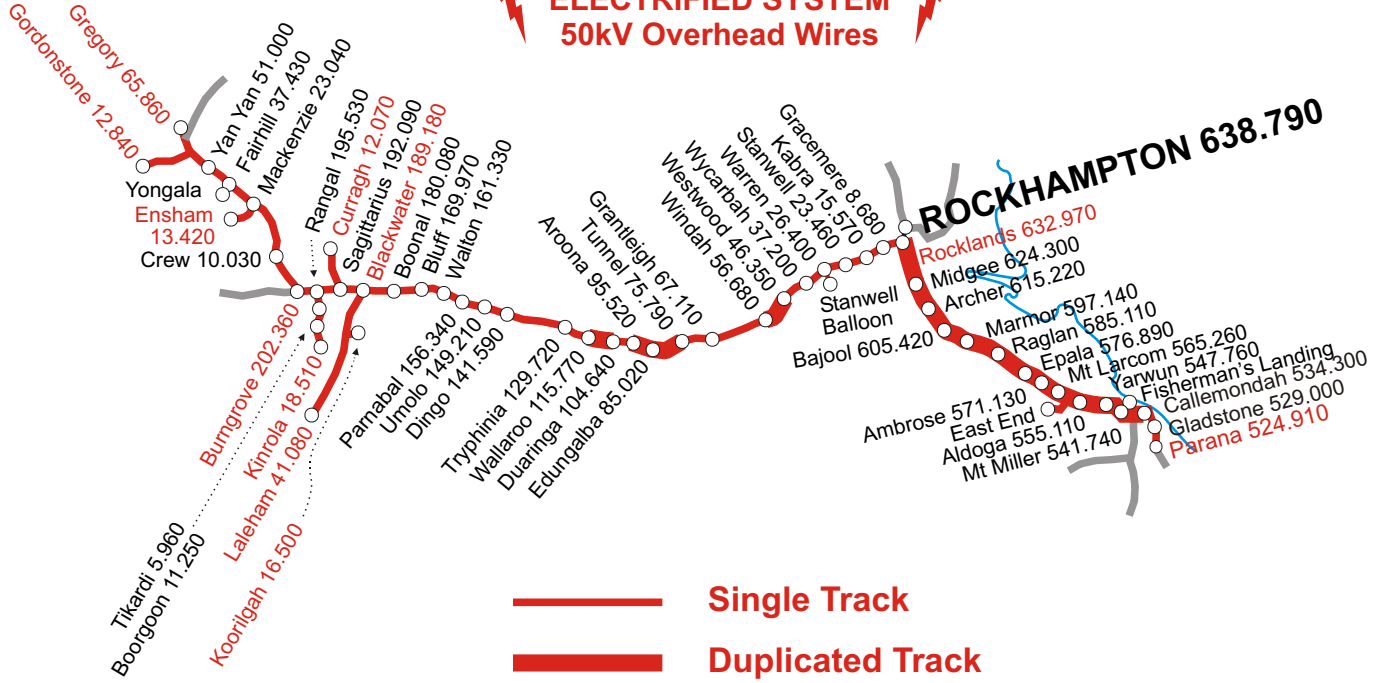 ELECTRIFIED SYSTEM
50kV Overhead Wires
Gordonstone 12.840
Gregory 65.860
Yan Yan 51.000
Fairhill 37.430
Mackenzie 23.040
Yongala
Ensham
13.420
Crew 10.030
Rangal 195.530
Curragh 12.070
Sagittarius 192.090
Blackwater 189.180
Boonal 180.080
Bluff 169.970
Walton 161.330
Burngrove 202.360
Kinrola 18.510
Laleham 41.080
Tikardi 5.960
Boorgoon 11.250
Koorilgah 16.500
Parnabal 156.340
Umolo 149.210
Dingo 141.590
Tryphinia 129.720
Wallaroo 115.770
Duaringa 104.640
Edungalba 85.020
Aroona 95.520
Tunnel 75.790
Grantleigh 67.110
Windah 56.680
Westwood 46.350
Wycarbah 37.200
Warren 26.400
Stanwell 23.460
Kabra 15.570
Gracemere 8.680
Stanwell
Balloon
ROCKHAMPTON 638.790
Rocklands 632.970
Midgee 624.300
Archer 615.220
Bajool 605.420
Marmor 597.140
Raglan 585.110
Epala 576.890
Mt Larcom 565.260
Yarwun 547.760
Fisherman's Landing
Callemondah 534.300
Gladstone 529.000
Parana 524.910
Ambrose 571.130
East End
Aldoga 555.110
Mt Miller 541.740
Single Track
Duplicated Track